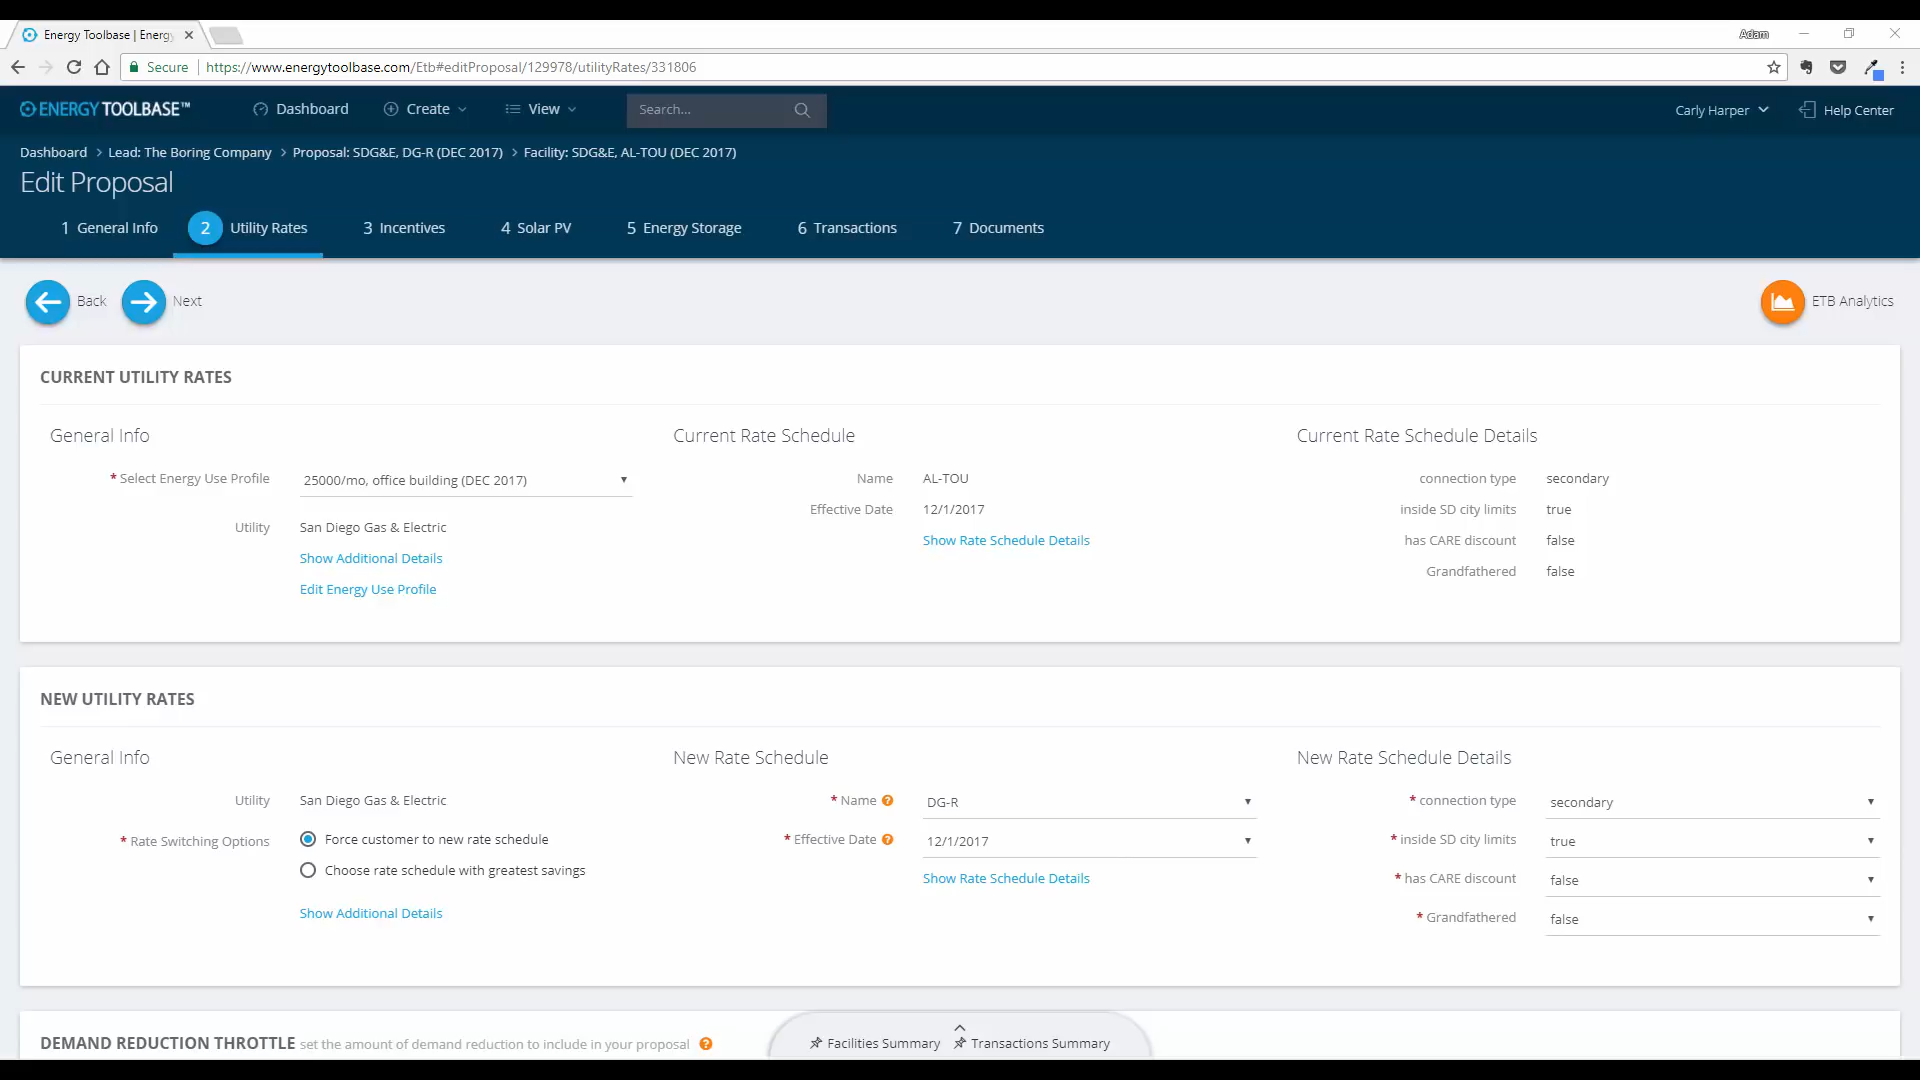 Energy Toolbase | Energ
Adam
Secure https://www.energytoolbase.com/Etb#editProposal/129978/utilityRates/331806
ENERGY TOOLBASE™ Dashboard Create View Search... Carly Harper Help Center
Dashboard > Lead: The Boring Company > Proposal: SDG&E, DG-R (DEC 2017) > Facility: SDG&E, AL-TOU (DEC 2017)
Edit Proposal
1 General Info 2 Utility Rates 3 Incentives 4 Solar PV 5 Energy Storage 6 Transactions 7 Documents
Back Next ETB Analytics
CURRENT UTILITY RATES
General Info Current Rate Schedule Current Rate Schedule Details
* Select Energy Use Profile 25000/mo, office building (DEC 2017) Name AL-TOU connection type secondary
Effective Date 12/1/2017 inside SD city limits true
Utility San Diego Gas & Electric
Show Rate Schedule Details has CARE discount false
Show Additional Details
Grandfathered false
Edit Energy Use Profile
NEW UTILITY RATES
General Info New Rate Schedule New Rate Schedule Details
Utility San Diego Gas & Electric * Name ? DG-R * connection type secondary
* Rate Switching Options Force customer to new rate schedule * Effective Date ? 12/1/2017 * inside SD city limits true
Choose rate schedule with greatest savings Show Rate Schedule Details * has CARE discount false
Show Additional Details * Grandfathered false
DEMAND REDUCTION THROTTLE set the amount of demand reduction to include in your proposal ? Facilities Summary Transactions Summary